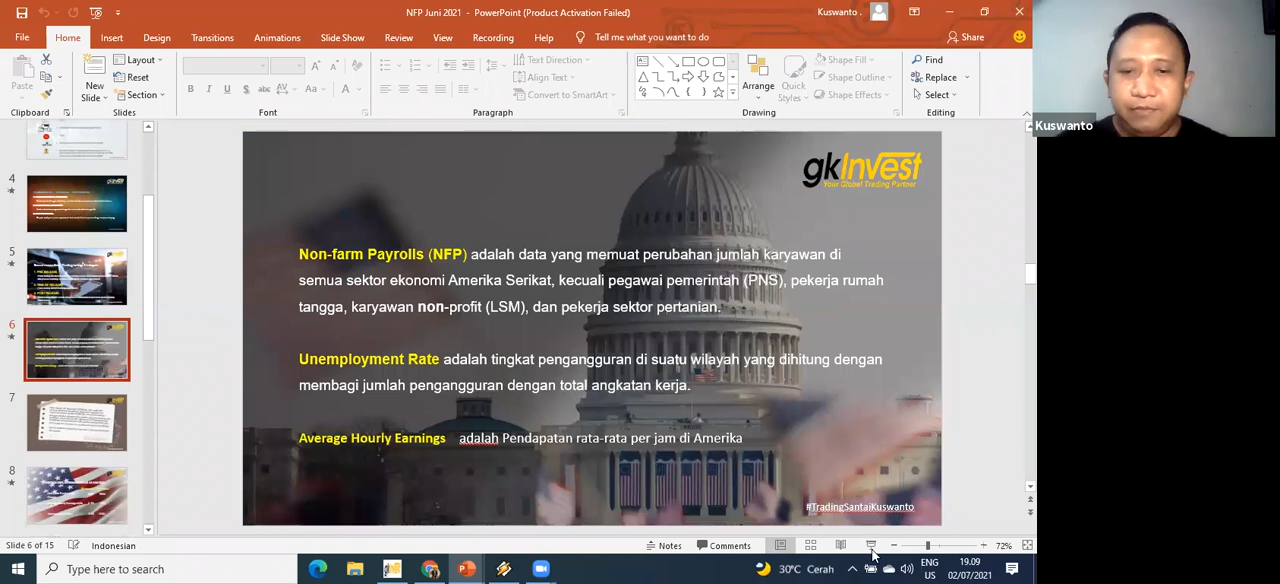 NFP Juni 2021 - PowerPoint (Product Activation Failed)
Kuswanto .
File Home Insert Design Transitions Animations Slide Show Review View Recording Help Tell me what you want to do
Share
Paste
New
Slide
Layout
Reset
Section
B I U S abc AV Aa A
Text Direction
Align Text
Convert to SmartArt
Arrange
Quick
Styles
Shape Fill
Shape Outline
Shape Effects
Find
Replace
Select
Clipboard Slides Font Paragraph Drawing Editing
Kuswanto
4
5
6
7
8
gkInvest
Your Global Trading Partner
Non-farm Payrolls (NFP) adalah data yang memuat perubahan jumlah karyawan di
semua sektor ekonomi Amerika Serikat, kecuali pegawai pemerintah (PNS), pekerja rumah
tangga, karyawan non-profit (LSM), dan pekerja sektor pertanian.
Unemployment Rate adalah tingkat pengangguran di suatu wilayah yang dihitung dengan
membagi jumlah pengangguran dengan total angkatan kerja.
Average Hourly Earnings adalah Pendapatan rata-rata per jam di Amerika
#TradingSantaiKuswanto
Slide 6 of 15 Indonesian
Notes Comments 72%
Type here to search
30°C Cerah
ENG
US
19.09
02/07/2021